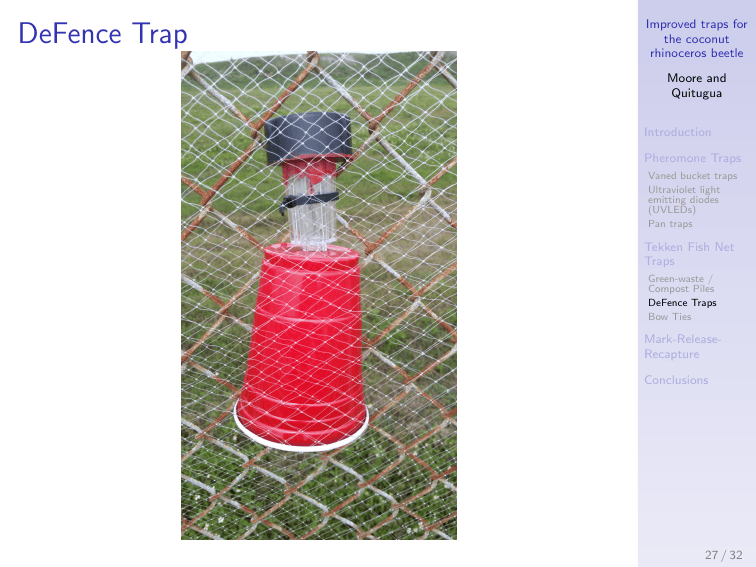 DeFence Trap
Improved traps for
the coconut
rhinoceros beetle
Moore and
Quitugua
Introduction
Pheromone Traps
Vaned bucket traps
Ultraviolet light
emitting diodes
(UVLEDs)
Pan traps
Tekken Fish Net
Traps
Green-waste /
Compost Piles
DeFence Traps
Bow Ties
Mark-Release-
Recapture
Conclusions
27 / 32